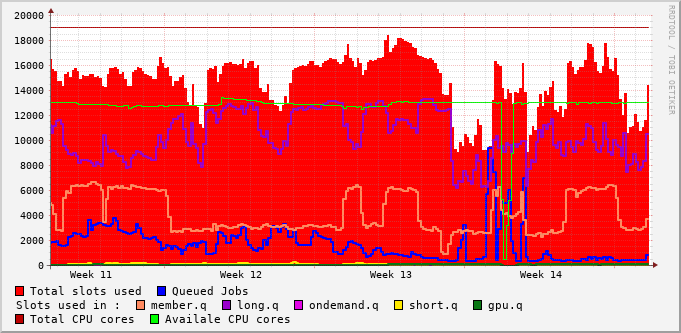 20000
18000
16000
14000
12000
10000
8000
6000
4000
2000
0
Week 11 Week 12 Week 13 Week 14
RRDTOOL / TOBI OETIKER
Total slots used Queued Jobs
Slots used in : member.q long.q ondemand.q short.q gpu.q
Total CPU cores Availale CPU cores